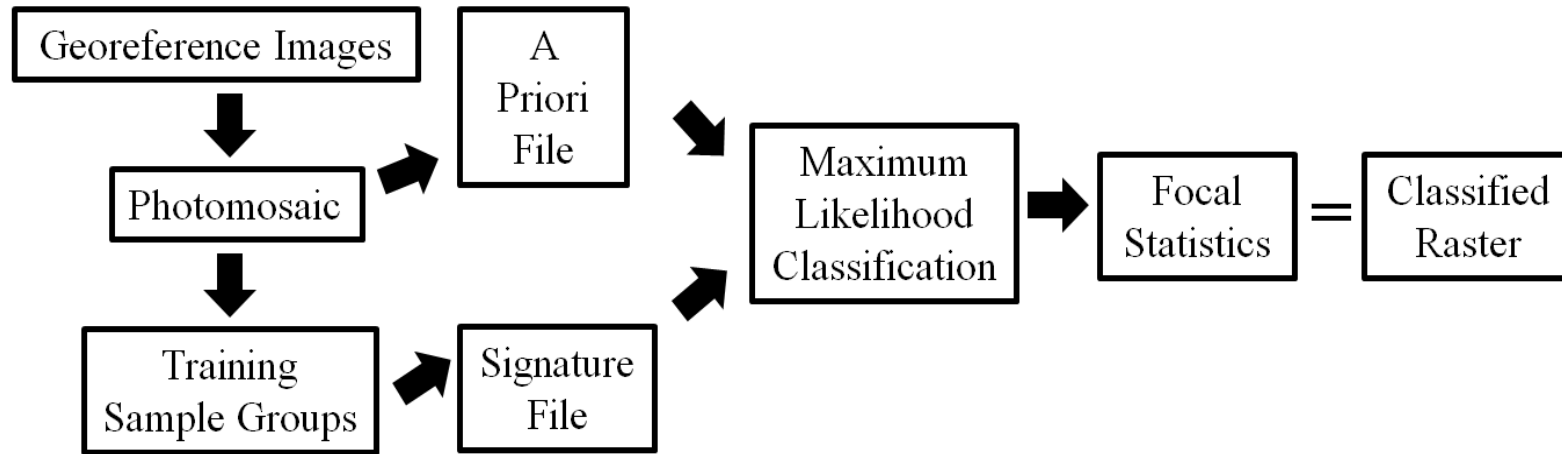 Georeference Images
A
Priori
File
Photomosaic
Training
Sample Groups
Signature
File
Maximum
Likelihood
Classification
Focal
Statistics
=
Classified
Raster